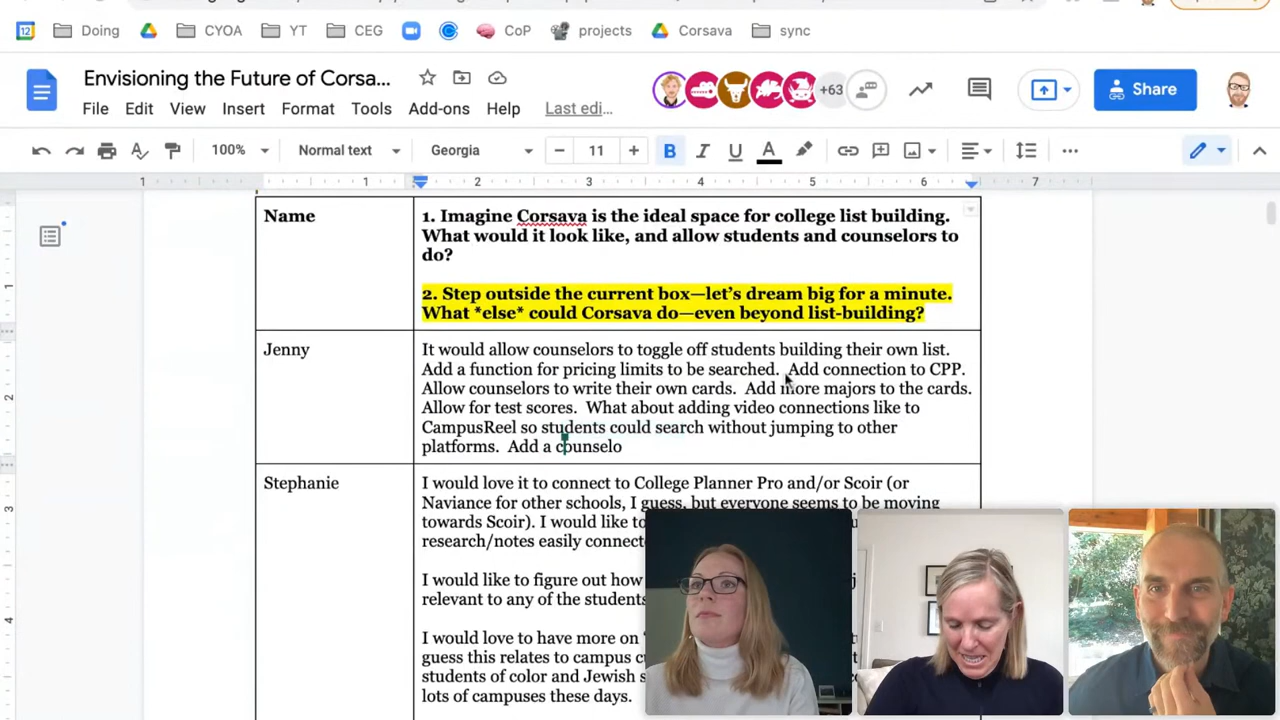 Doing
CYOA
YT
CEG
CoP
projects
Corsava
sync
Envisioning the Future of Corsa...
+63
Share
File Edit View Insert Format Tools Add-ons Help Last edi...
100% Normal text Georgia 11
1 1 2 3 4 5 6 7
Name
1. Imagine Corsava is the ideal space for college list building.
What would it look like, and allow students and counselors to
do?
2. Step outside the current box—let's dream big for a minute.
What *else* could Corsava do—even beyond list-building?
Jenny
It would allow counselors to toggle off students building their own list.
Add a function for pricing limits to be searched. Add connection to CPP.
Allow counselors to write their own cards. Add more majors to the cards.
Allow for test scores. What about adding video connections like to
CampusReel so students could search without jumping to other
platforms. Add a counselo
Stephanie
I would love it to connect to College Planner Pro and/or Scoir (or
Naviance for other schools, I guess, but everyone seems to be moving
towards Scoir). I would like to
research/notes easily connecte
I would like to figure out how
relevant to any of the students
I would love to have more on
guess this relates to campus cu
students of color and Jewish s
lots of campuses these days.